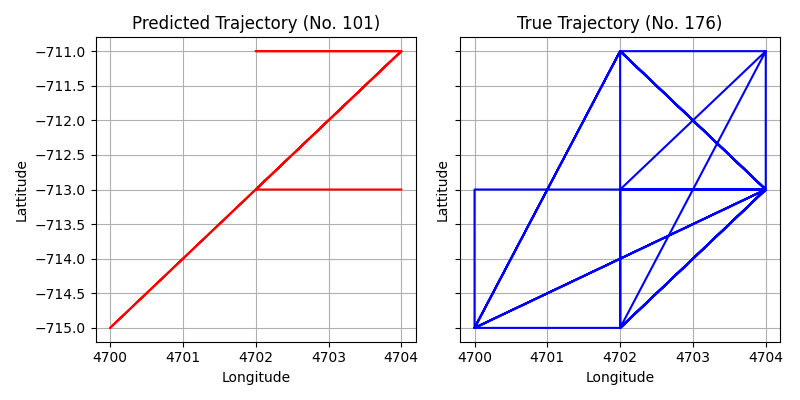 Predicted Trajectory (No. 101)
True Trajectory (No. 176)
Lattitude
−711.0
−711.5
−712.0
−712.5
−713.0
−713.5
−714.0
−714.5
−715.0
4700 4701 4702 4703 4704
Longitude
Lattitude
4700 4701 4702 4703 4704
Longitude